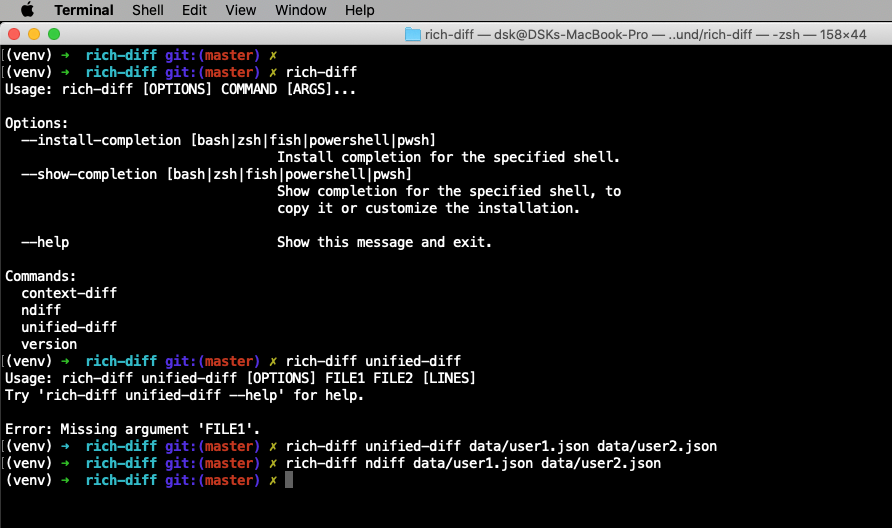 Terminal Shell Edit View Window Help
rich-diff — dsk@DSKs-MacBook-Pro — ..und/rich-diff — -zsh — 158×44
[(venv) ➜  rich-diff git:(master) ✗
[(venv) ➜  rich-diff git:(master) ✗ rich-diff
Usage: rich-diff [OPTIONS] COMMAND [ARGS]...

Options:
  --install-completion [bash|zsh|fish|powershell|pwsh]
                                  Install completion for the specified shell.
  --show-completion [bash|zsh|fish|powershell|pwsh]
                                  Show completion for the specified shell, to
                                  copy it or customize the installation.

  --help                          Show this message and exit.

Commands:
  context-diff
  ndiff
  unified-diff
  version
[(venv) ➜  rich-diff git:(master) ✗ rich-diff unified-diff
Usage: rich-diff unified-diff [OPTIONS] FILE1 FILE2 [LINES]
Try 'rich-diff unified-diff --help' for help.

Error: Missing argument 'FILE1'.
[(venv) ➜  rich-diff git:(master) ✗ rich-diff unified-diff data/user1.json data/user2.json
[(venv) ➜  rich-diff git:(master) ✗ rich-diff ndiff data/user1.json data/user2.json
(venv) ➜  rich-diff git:(master) ✗